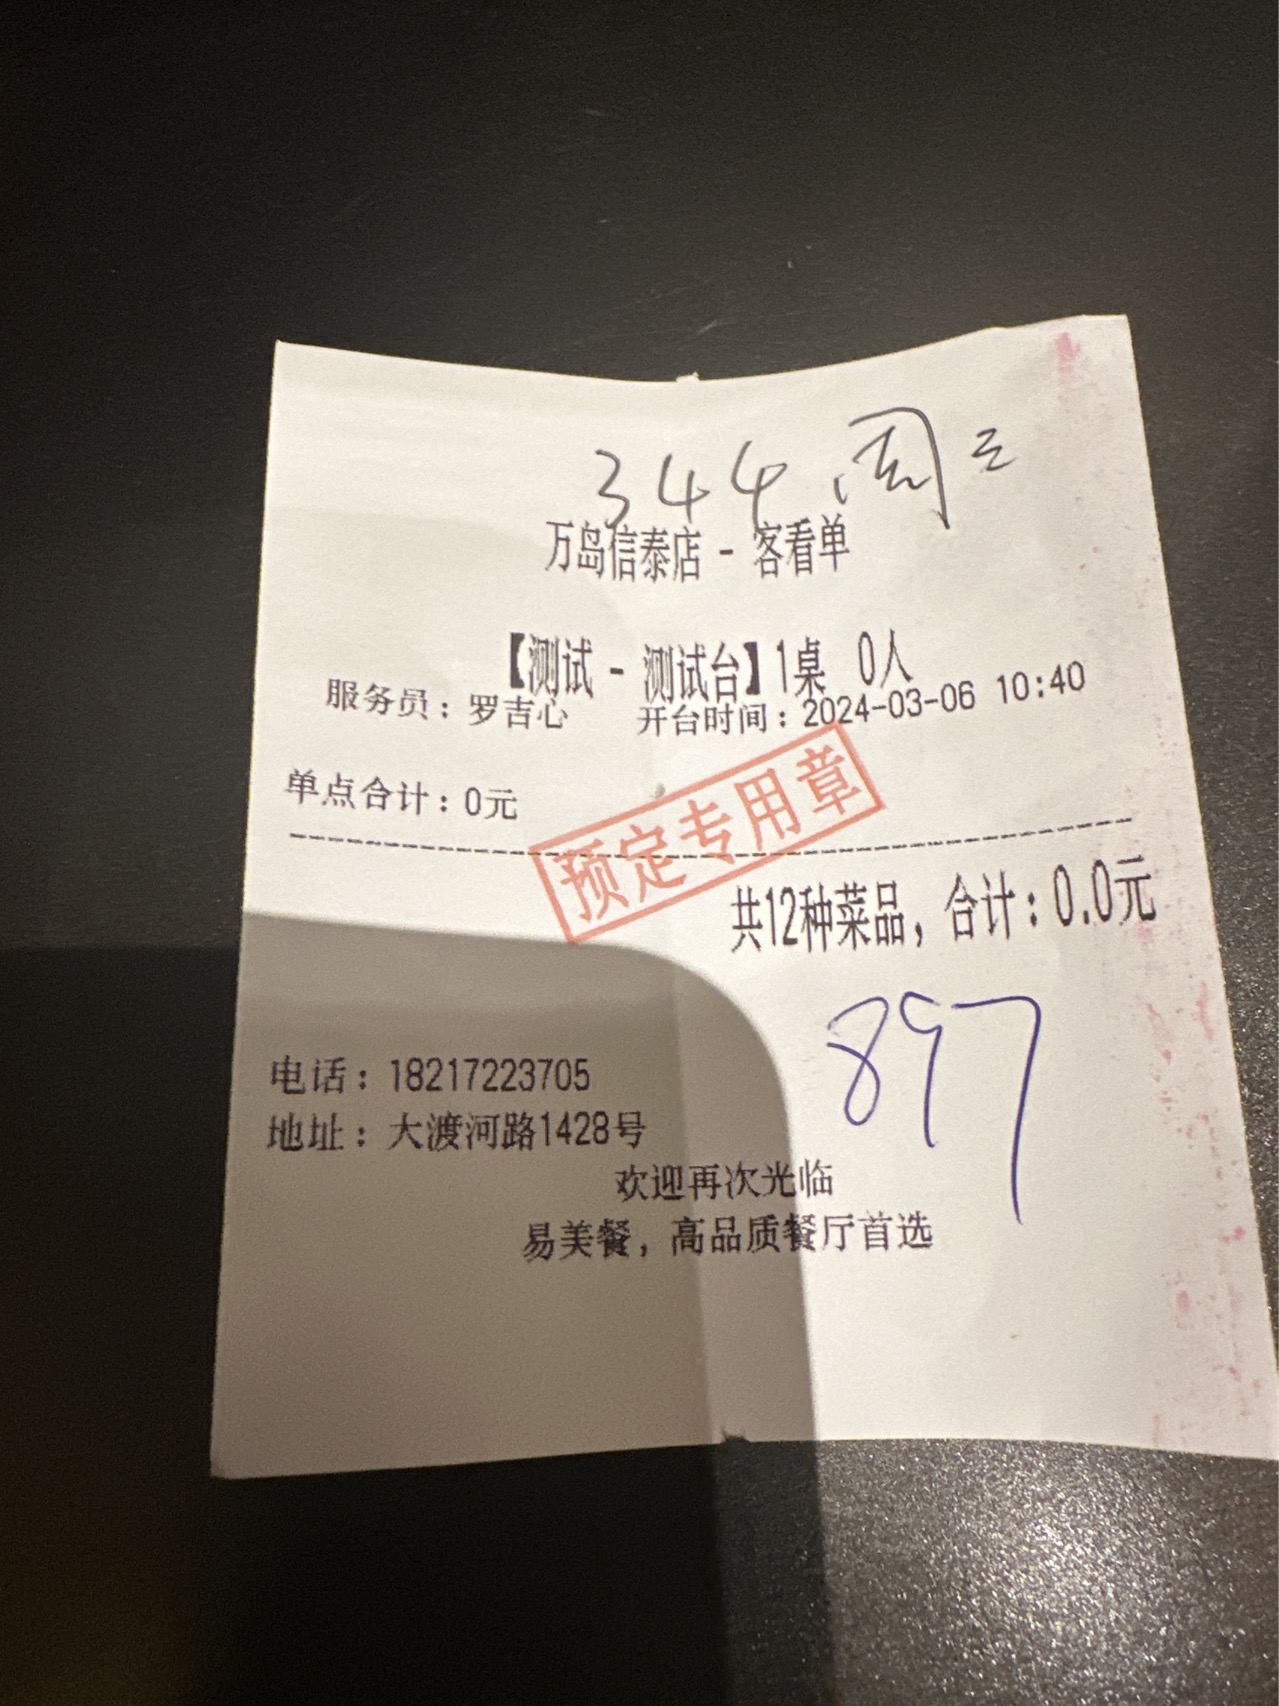 344 周三
万岛信泰店 - 客看单
【测试 - 测试台】1桌 0人
服务员：罗吉心 开台时间：2024-03-06 10:40
单点合计：0元
预定专用章
共12种菜品，合计：0.0元
897
电话：18217223705
地址：大渡河路1428号
欢迎再次光临
易美餐，高品质餐厅首选